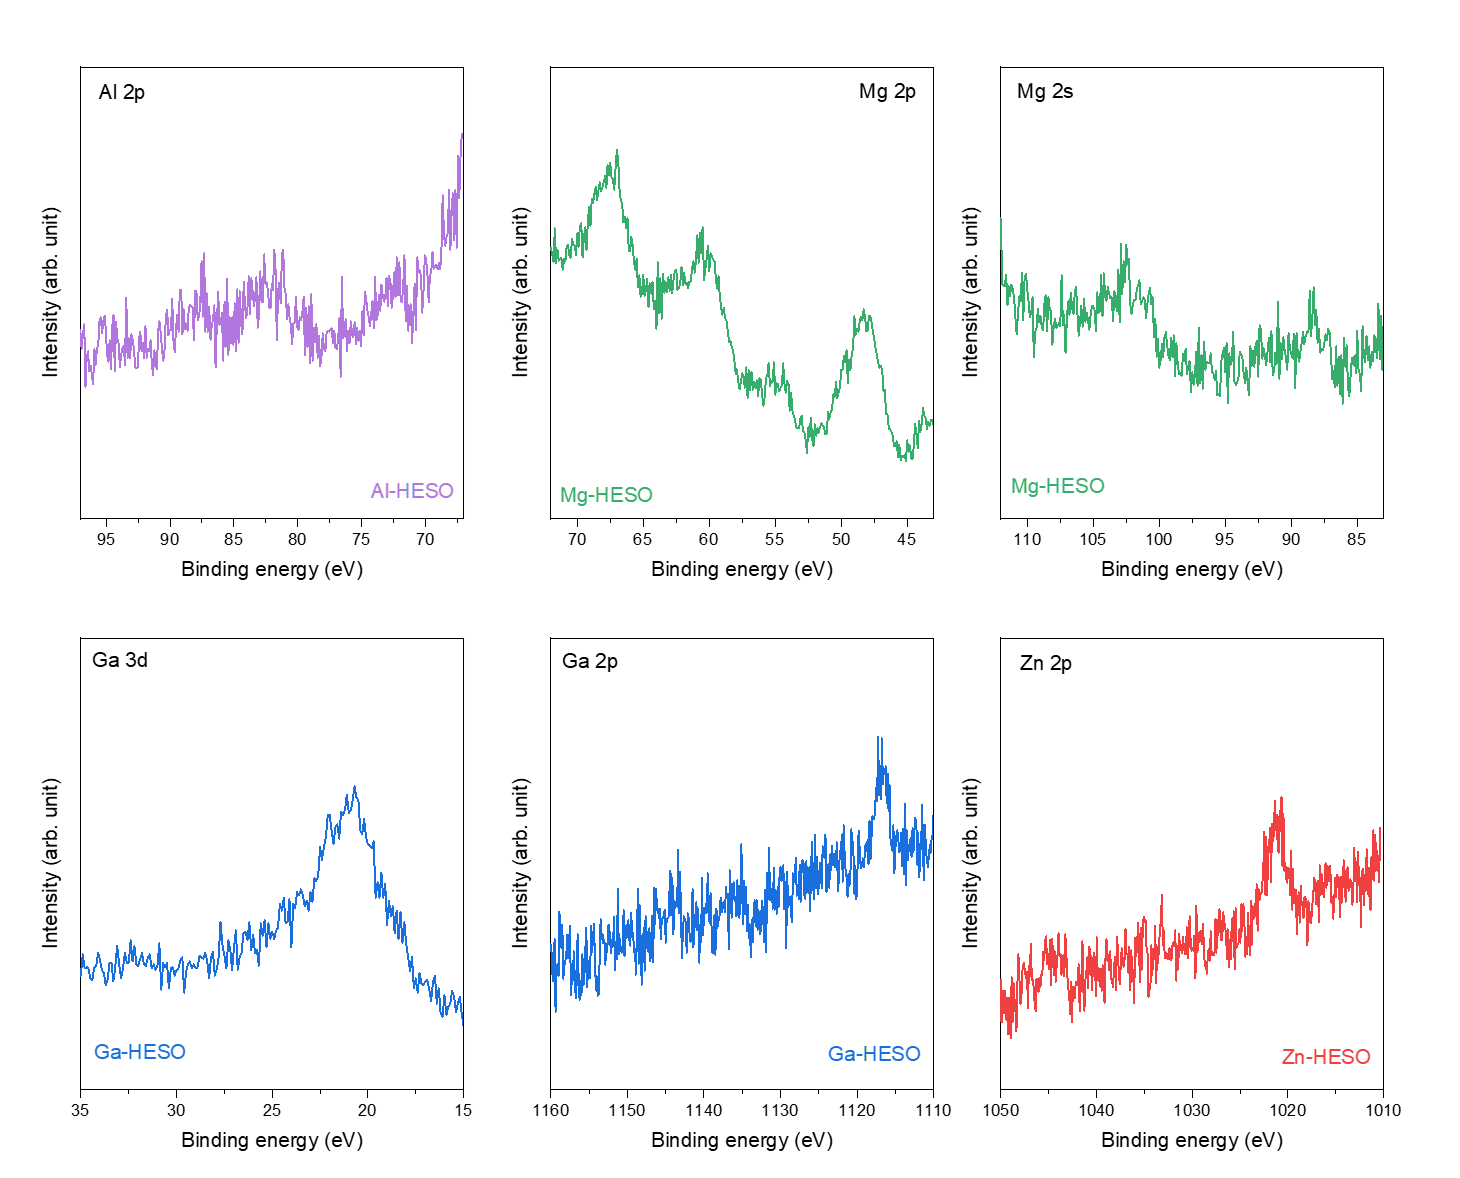 Al 2p
Intensity (arb. unit)
Al-HESO
95 90 85 80 75 70
Binding energy (eV)
Mg 2p
Intensity (arb. unit)
Mg-HESO
70 65 60 55 50 45
Binding energy (eV)
Mg 2s
Intensity (arb. unit)
Mg-HESO
110 105 100 95 90 85
Binding energy (eV)
Ga 3d
Intensity (arb. unit)
Ga-HESO
35 30 25 20 15
Binding energy (eV)
Ga 2p
Intensity (arb. unit)
Ga-HESO
1160 1150 1140 1130 1120 1110
Binding energy (eV)
Zn 2p
Intensity (arb. unit)
Zn-HESO
1050 1040 1030 1020 1010
Binding energy (eV)